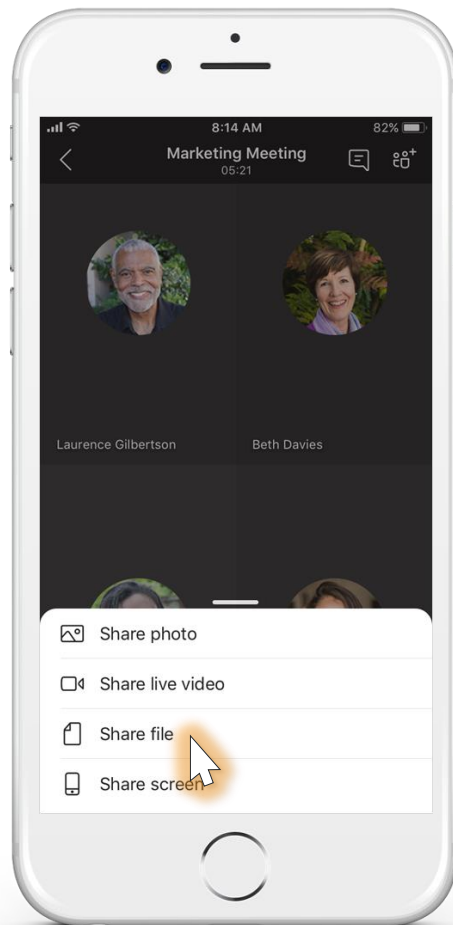 8:14 AM 82%
Marketing Meeting
05:21
Laurence Gilbertson Beth Davies
Share photo
Share live video
Share file
Share screen